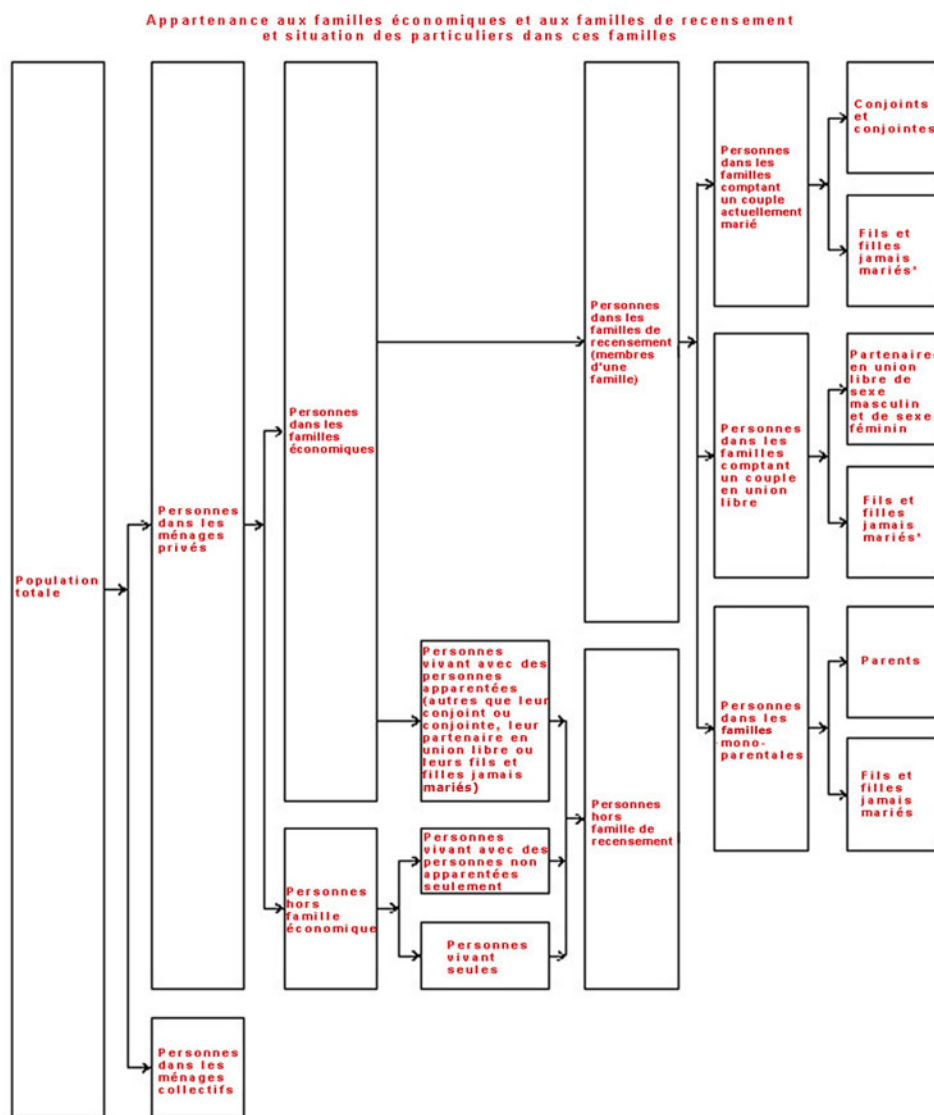 Appartenance aux familles économiques et aux familles de recensement
et situation des particuliers dans ces familles
Population
totale
Personnes
dans les
ménages
privés
Personnes
dans les
ménages
collectifs
Personnes
dans les
familles
économiques
Personnes
hors
famille
économique
Personnes
vivant avec des
personnes
apparentées
(autres que leur
conjoint ou
conjointe, leur
partenaire en
union libre ou
leurs fils et
filles jamais
mariés)
Personnes
vivant avec des
personnes non
apparentées
seulement
Personnes
vivant
seules
Personnes
dans les
familles de
recensement
(membres
d'une
famille)
Personnes
hors
famille de
recensement
Personnes
dans les
familles
comptant
un couple
actuellement
marié
Personnes
dans les
familles
comptant
un couple
en union
libre
Personnes
dans les
familles
mono-
parentales
Conjoints
et
conjointes
Fils et
filles
jamais
mariés*
Partenaires
en union
libre de
sexe
masculin
et de sexe
féminin
Fils et
filles
jamais
mariés*
Parents
Fils et
filles
jamais
mariés